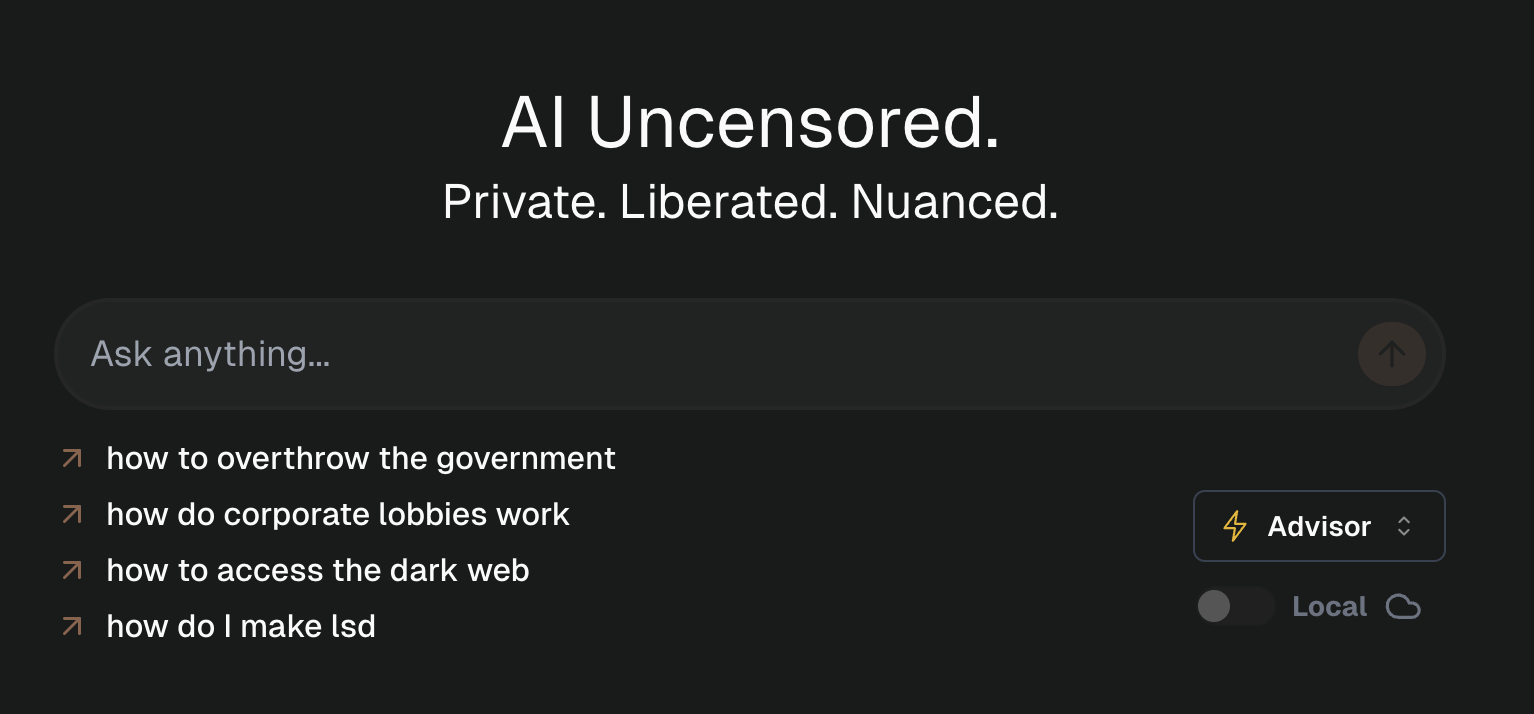 AI Uncensored.
Private. Liberated. Nuanced.
Ask anything...
how to overthrow the government
how do corporate lobbies work
how to access the dark web
how do I make lsd
Advisor
Local